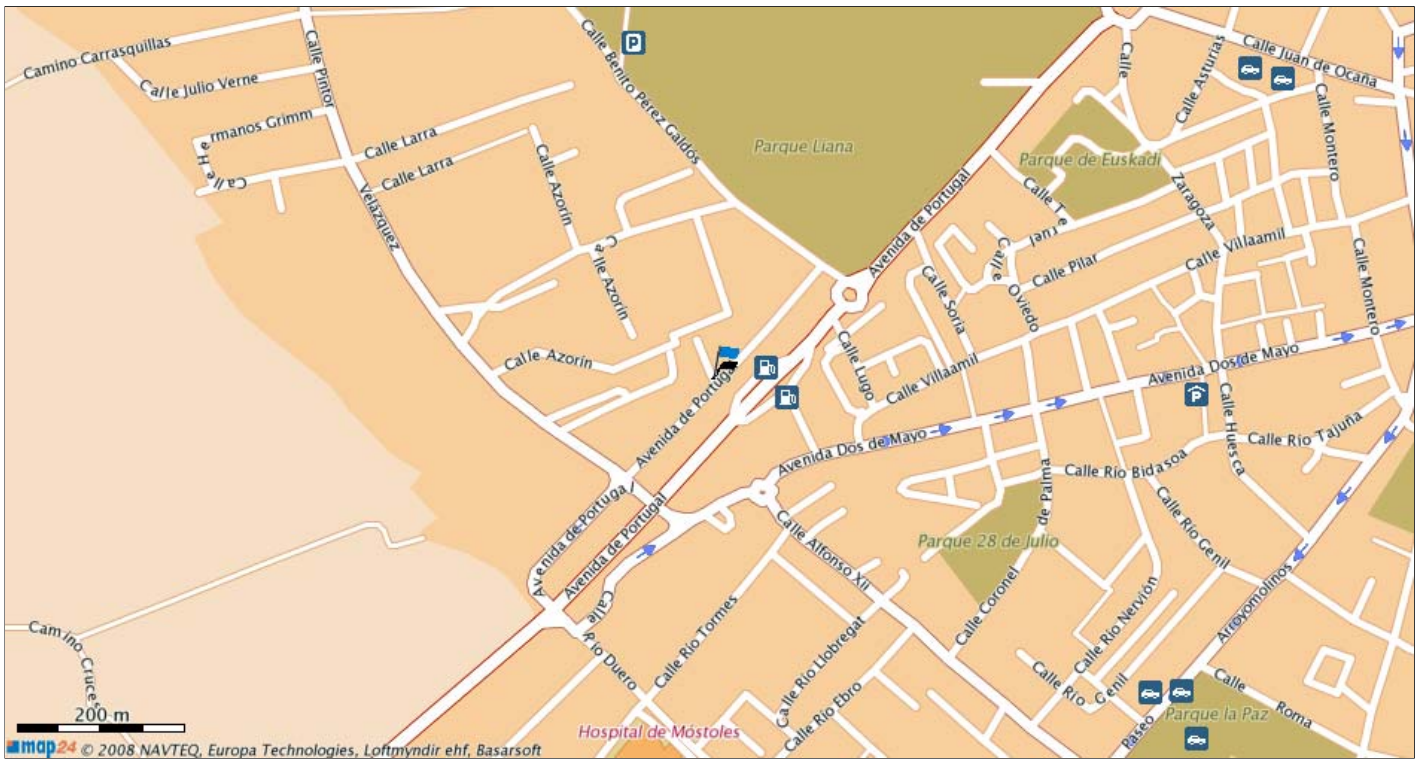 Camino Carrasquillas
Calle Julio Verne
Calle Pintor
Velázquez
Calle Hermanos Grimm
Calle Larra
Calle Larra
Calle Azorín
Calle Azorín
Calle Azorín
Calle Benito Pérez Galdos
P
Parque Liana
Avenida de Portugal
Calle
Zaragoza
Calle Asturias
Calle Juan de Ocaña
Calle Montero
Calle Montero
Parque de Euskadi
Calle Teruel
Calle Oviedo
Calle Pilar
Calle Villaamil
Calle Soria
Calle Lugo
Calle Villaamil
Avenida Dos de Mayo
Avenida Dos de Mayo
P
Calle Huesca
Calle Río Tajuña
Calle Río Bidasoa
Avenida de Portugal
Avenida de Portugal
Avenida de Portugal
Calle Río Duero
Calle Alfonso XII
Parque 28 de Julio
Calle Coronel de Palma
Calle Río Genil
Calle Río Nervión
Calle Río Genil
Paseo Arroyomolinos
Calle Río Tormes
Calle Río Llobregat
Calle Río Ebro
Calle Roma
Parque la Paz
Hospital de Móstoles
Camino Cruces
200 m
map24 © 2008 NAVTEQ, Europa Technologies, Loftmyndir ehf, Basarsoft